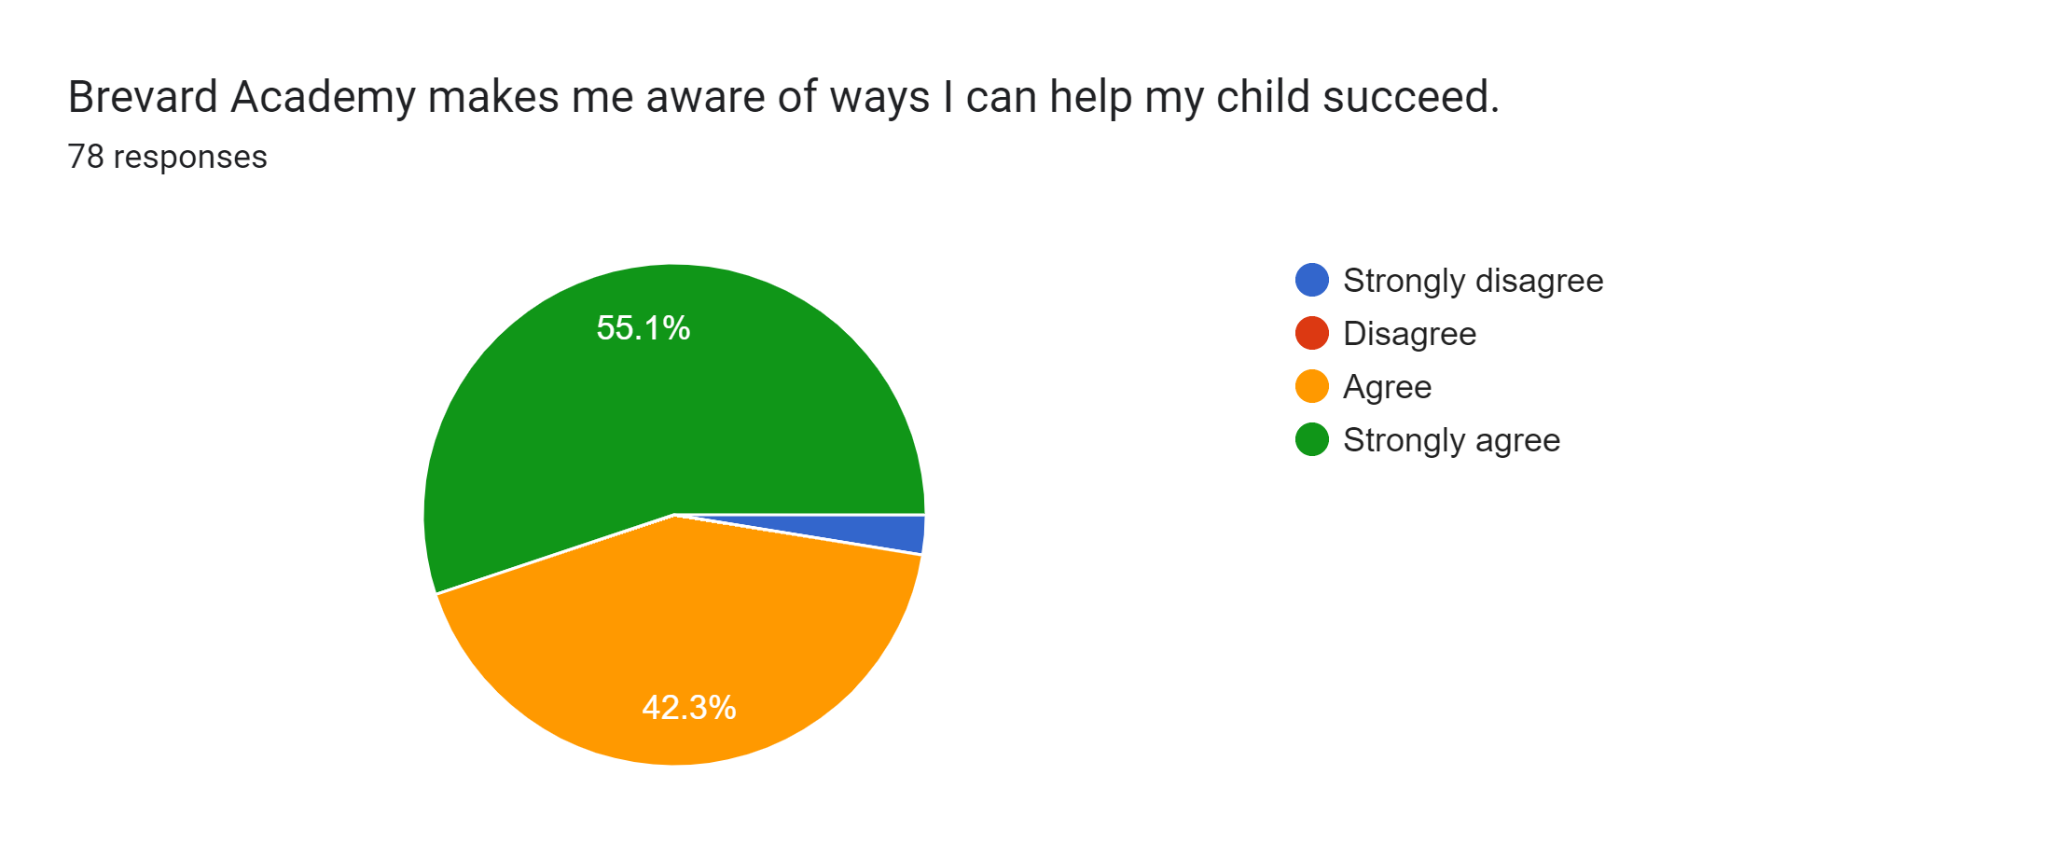 Brevard Academy makes me aware of ways I can help my child succeed.
78 responses
55.1%
42.3%
Strongly disagree
Disagree
Agree
Strongly agree